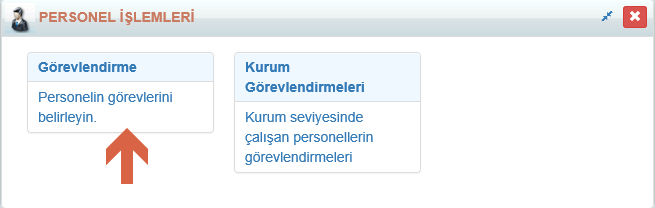 PERSONEL İŞLEMLERİ
Görevlendirme
Personelin görevlerini
belirleyin.
Kurum
Görevlendirmeleri
Kurum seviyesinde
çalışan personellerin
görevlendirmeleri